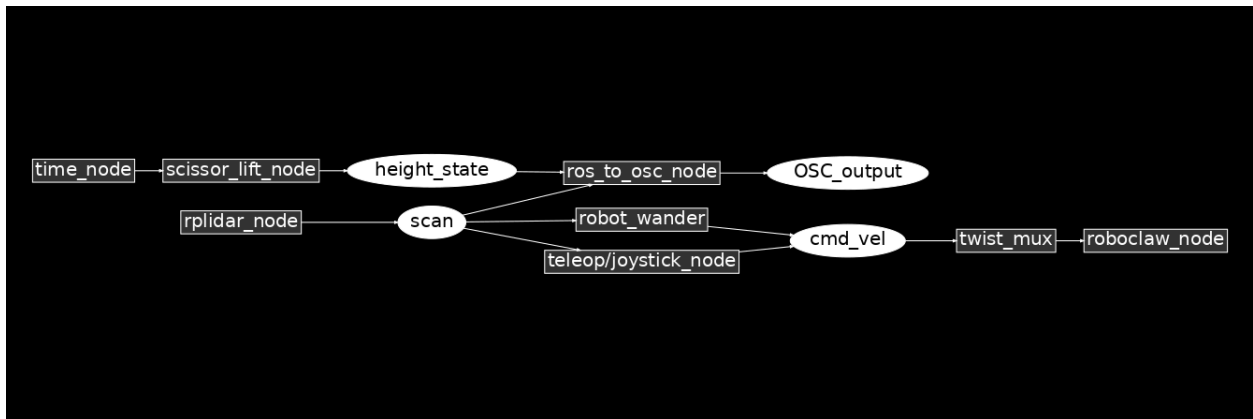 time_node
scissor_lift_node
height_state
ros_to_osc_node
OSC_output
rplidar_node
scan
robot_wander
teleop/joystick_node
cmd_vel
twist_mux
roboclaw_node